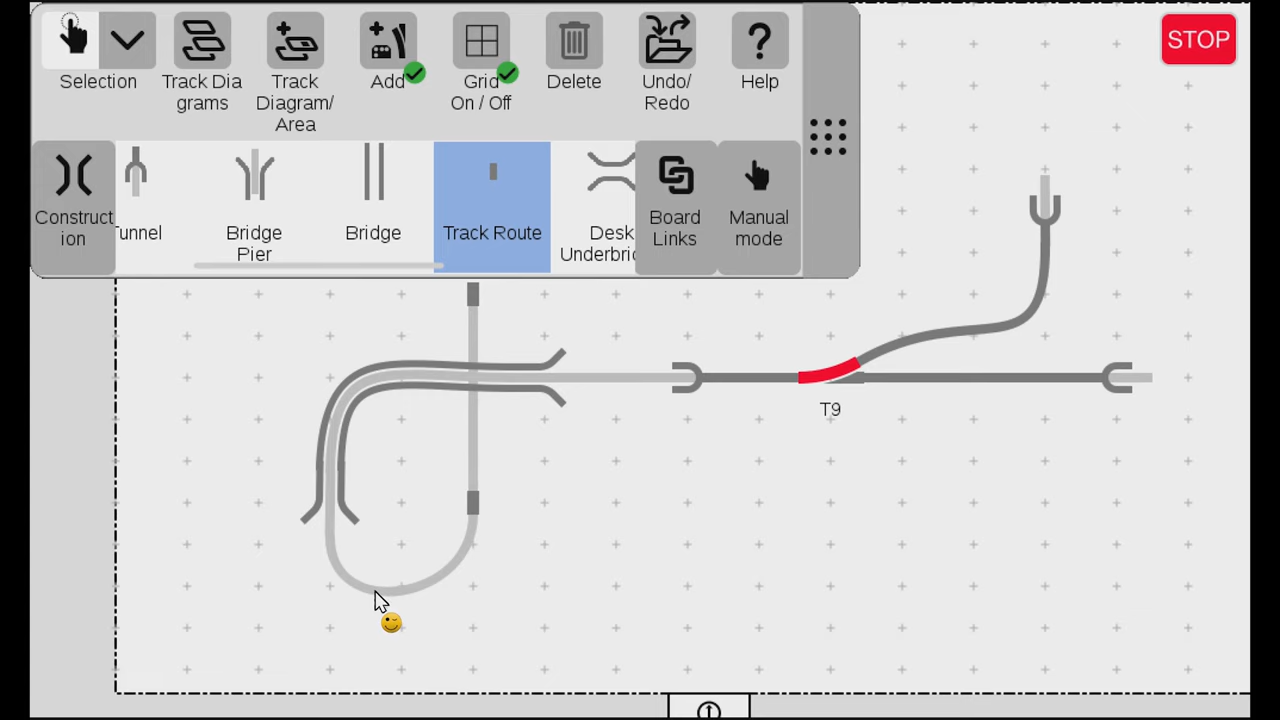 STOP
Selection
Track Dia
grams
Track
Diagram/
Area
Add
Grid
On / Off
Delete
Undo/
Redo
Help
Construct
ion
unnel
Bridge
Pier
Bridge
Track Route
Desk
Underbri
Board
Links
Manual
mode
T9